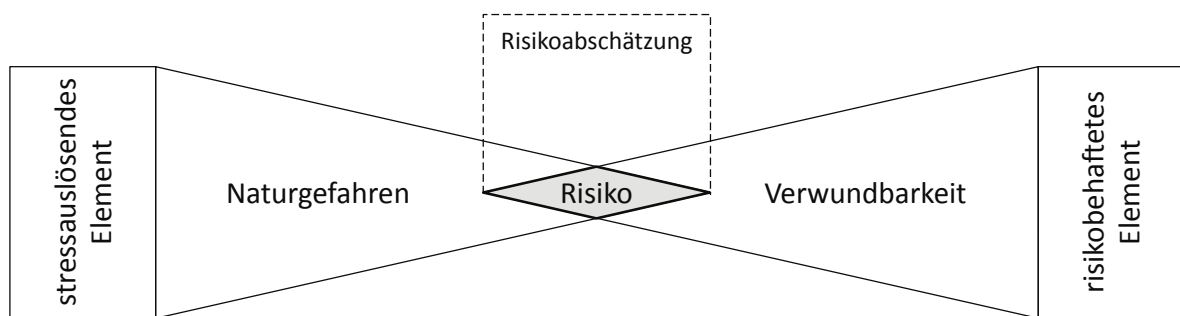 Risikoabschätzung
stressauslösendes
Element
Naturgefahren
Risiko
Verwundbarkeit
risikobehaftetes
Element